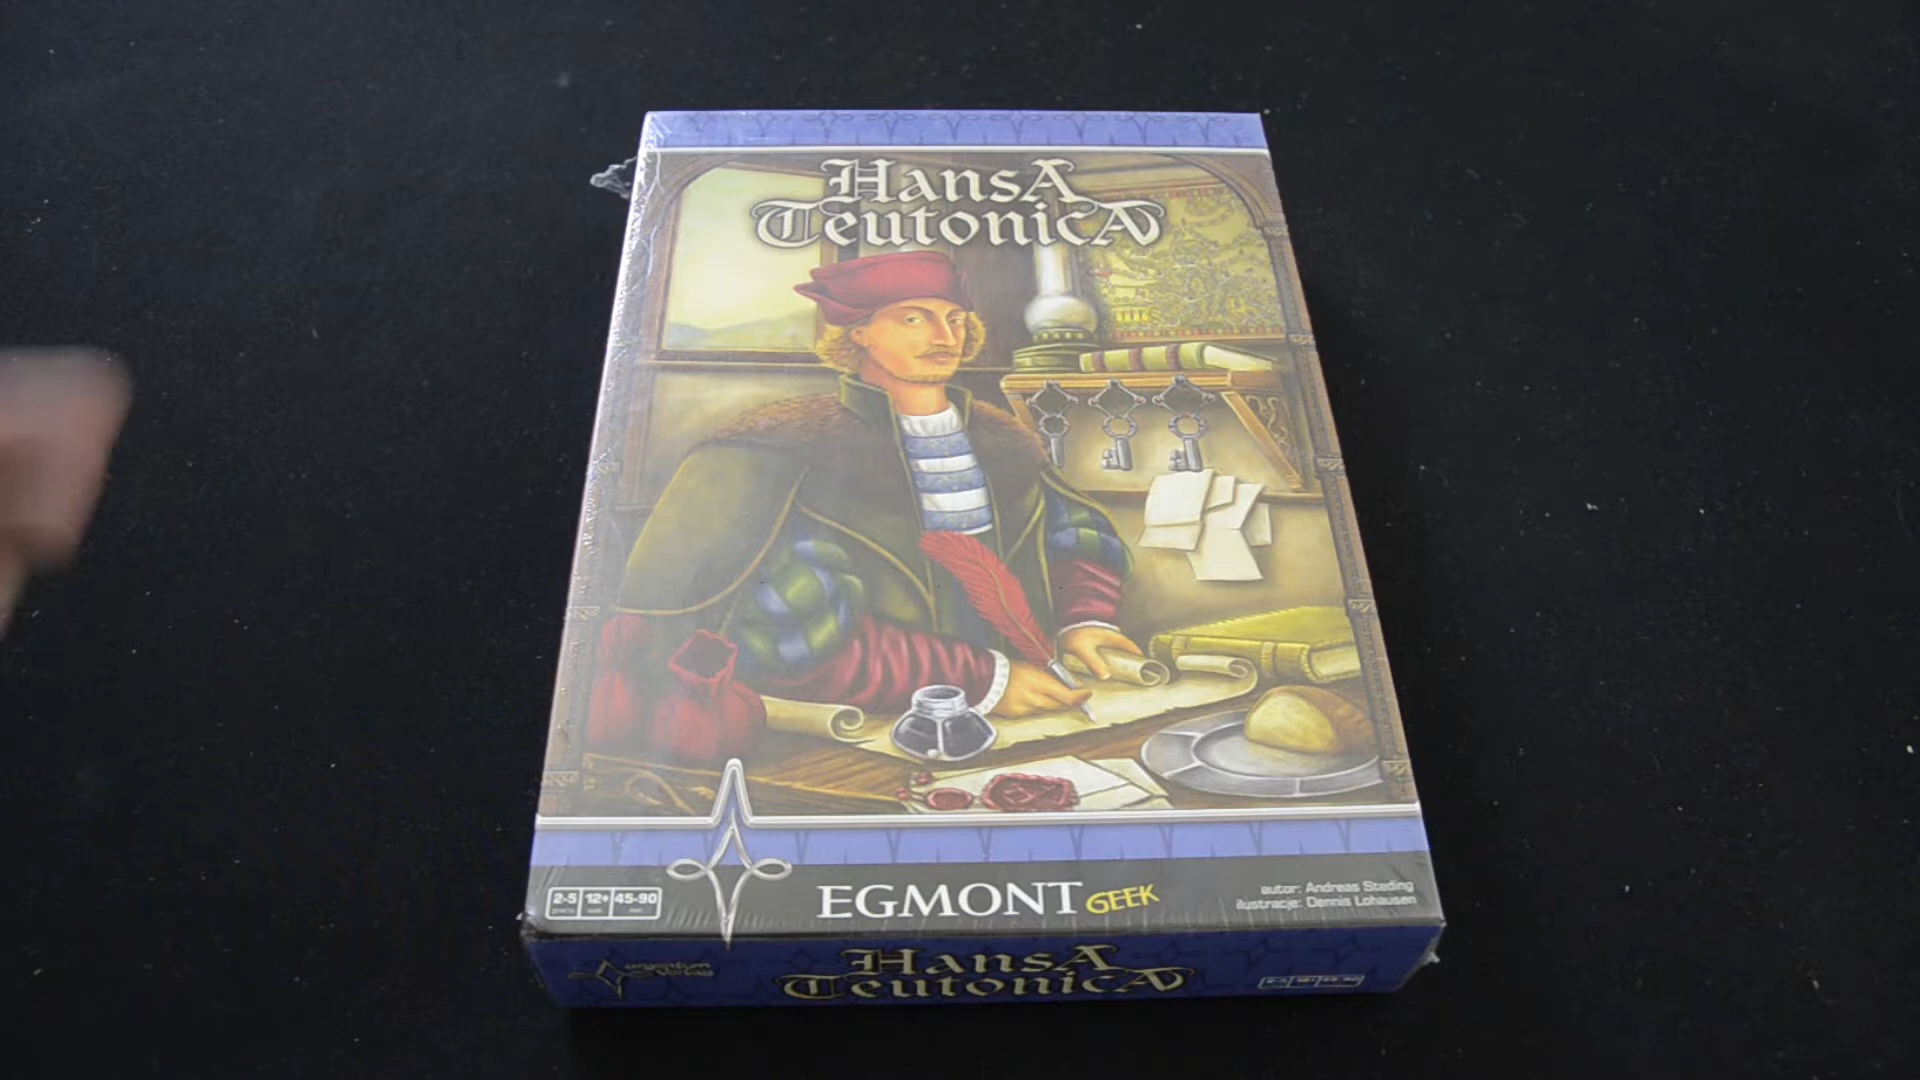 HansA
TeutonicA
2-5 12+ 45-90
EGMONT GEEK
autor: Andreas Steding
ilustracje: Dennis Lohausen
HansA
TeutonicA